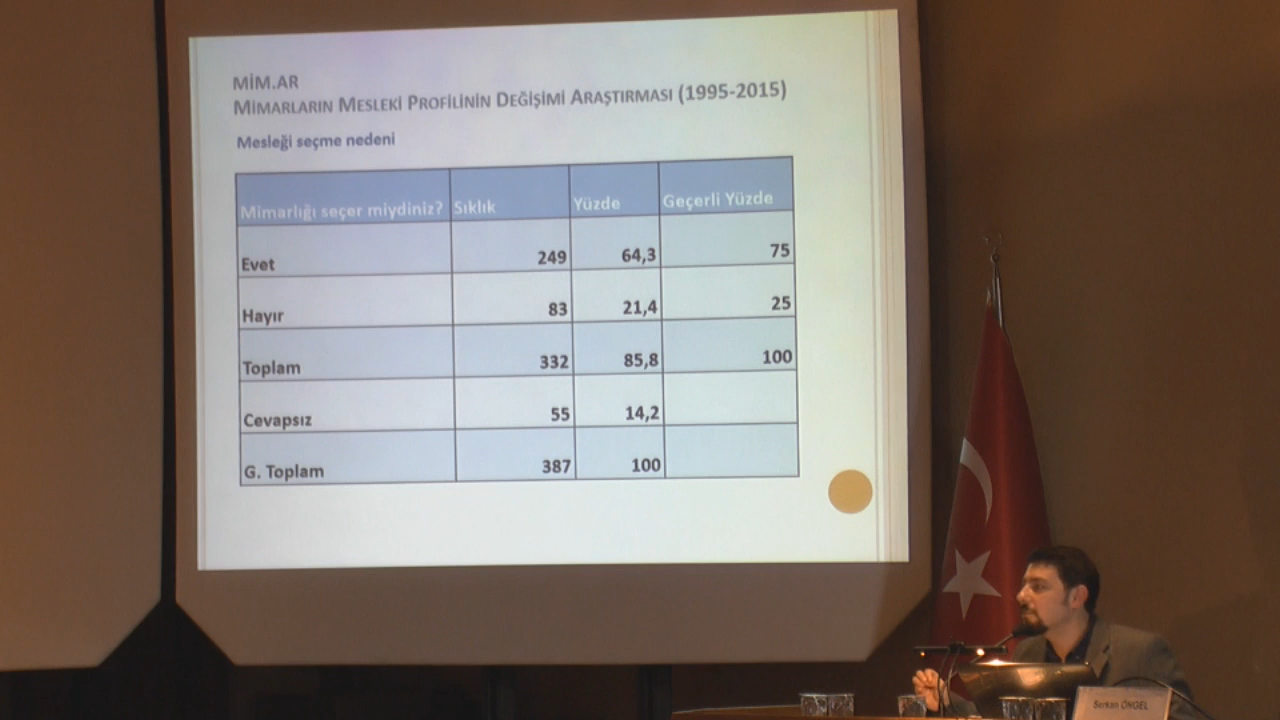 MİM.AR
MİMARLARIN MESLEKİ PROFİLİNİN DEĞİŞİMİ ARAŞTIRMASI (1995-2015)
Mesleği seçme nedeni
Mimarlığı seçer miydiniz? Sıklık Yüzde Geçerli Yüzde
Evet 249 64,3 75
Hayır 83 21,4 25
Toplam 332 85,8 100
Cevapsız 55 14,2
G. Toplam 387 100
Serkan ÖNGEL